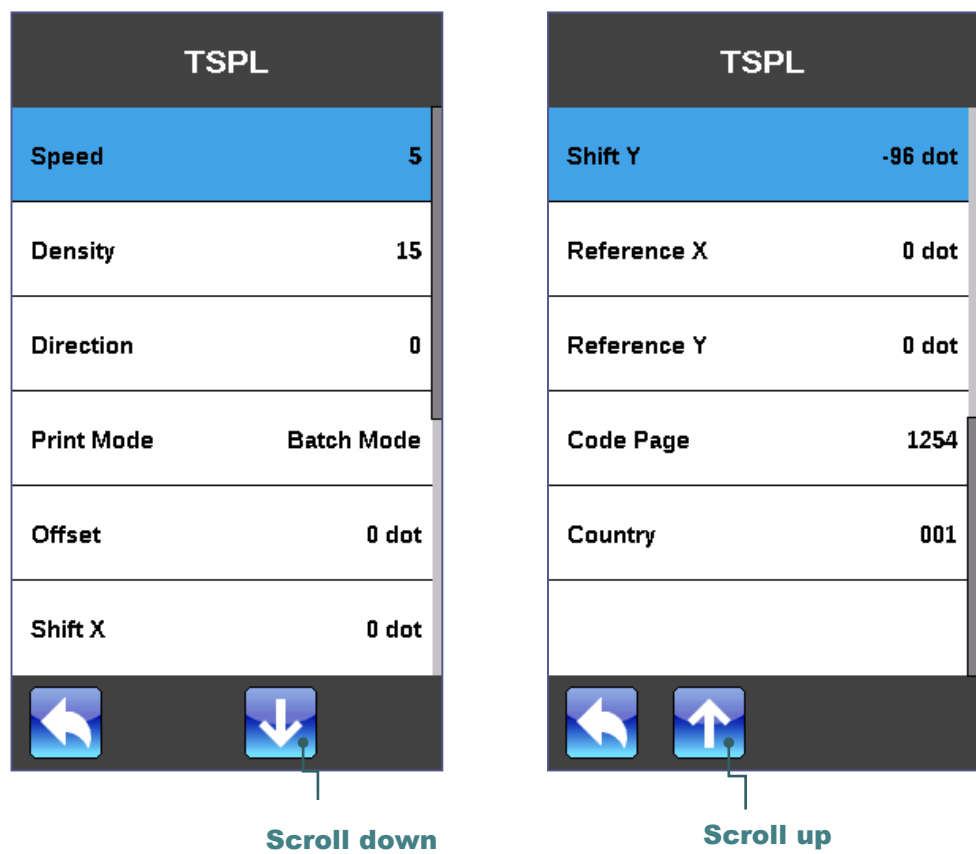 TSPL
Speed 5
Density 15
Direction 0
Print Mode Batch Mode
Offset 0 dot
Shift X 0 dot
Scroll down
TSPL
Shift Y -96 dot
Reference X 0 dot
Reference Y 0 dot
Code Page 1254
Country 001
Scroll up